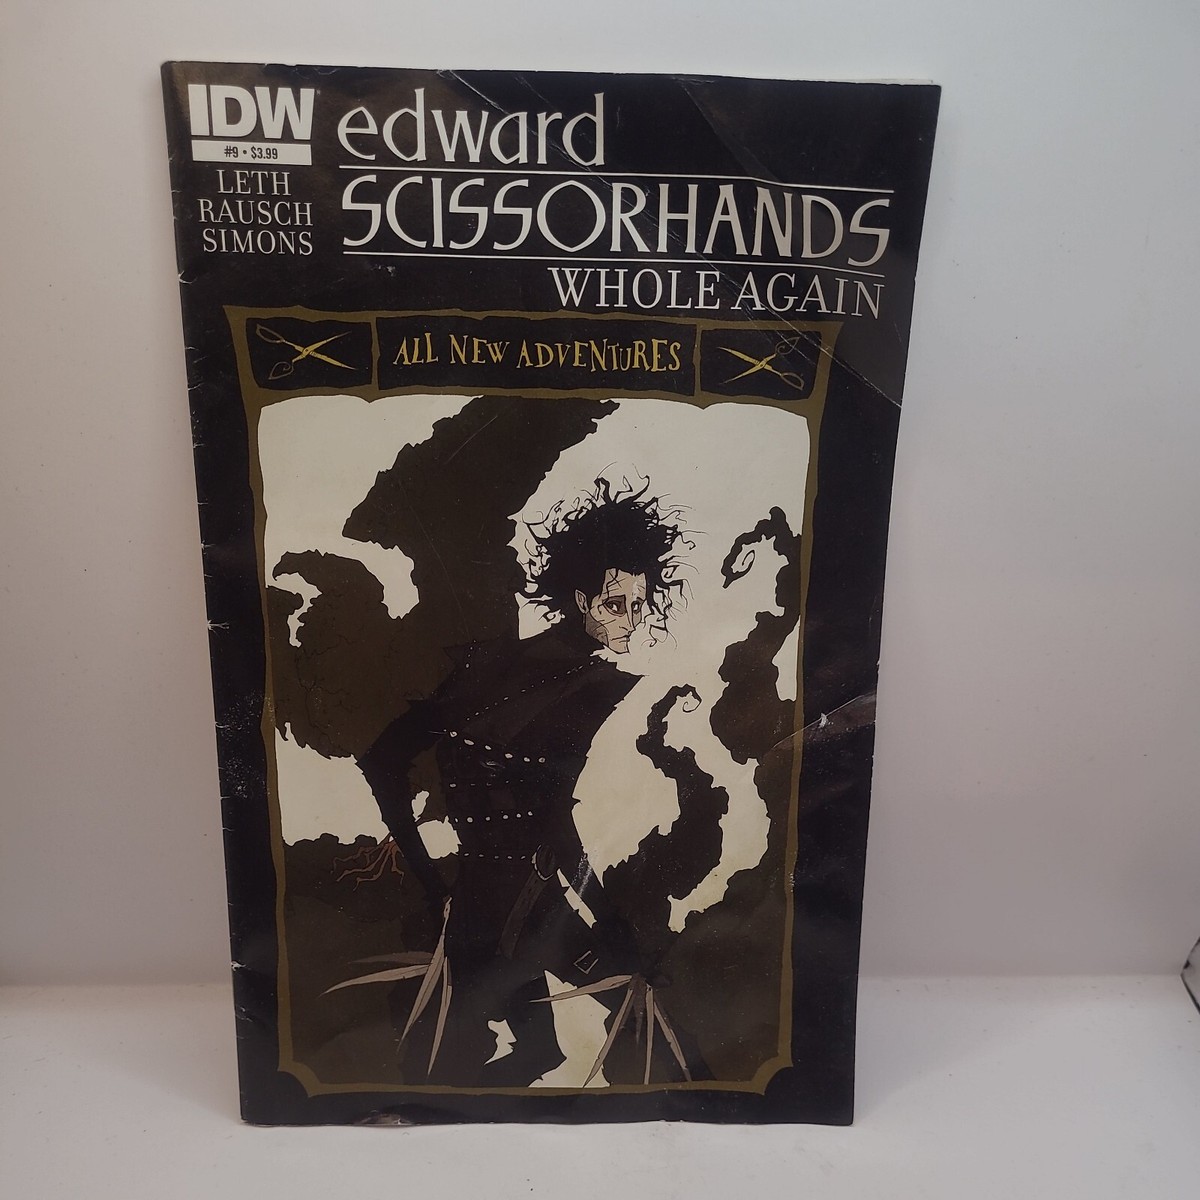 IDW
#9 • $3.99
LETH
RAUSCH
SIMONS
edward
SCISSORHANDS
WHOLE AGAIN
ALL NEW ADVENTURES